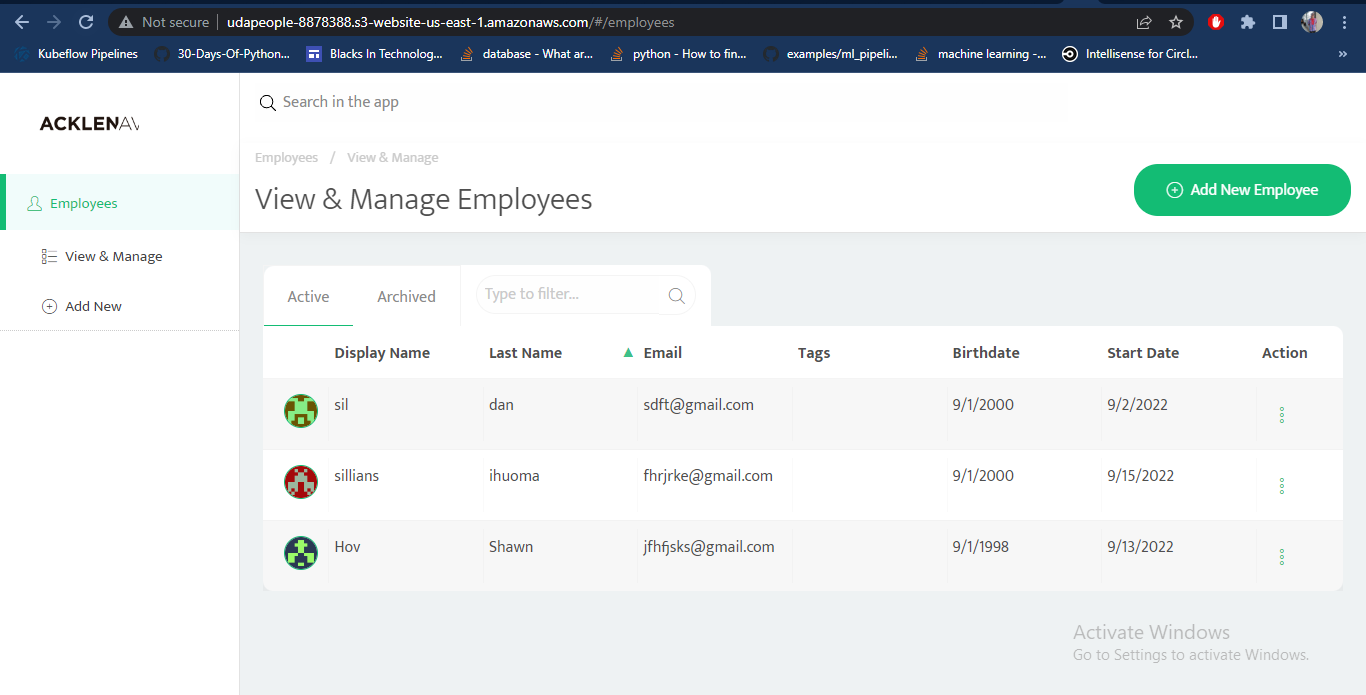 Not secure | udapeople-8878388.s3-website-us-east-1.amazonaws.com/#/employees
Kubeflow Pipelines 30-Days-Of-Python... Blacks In Technolog... database - What ar... python - How to fin... examples/ml_pipeli... machine learning -... Intellisense for Circl... »
Search in the app
ACKLENAV
Employees / View & Manage
View & Manage Employees
Add New Employee
Employees
View & Manage
Add New
Active Archived Type to filter...
Display Name Last Name ▲ Email Tags Birthdate Start Date Action
sil dan sdft@gmail.com 9/1/2000 9/2/2022
sillians ihuoma fhrjrke@gmail.com 9/1/2000 9/15/2022
Hov Shawn jfhfjsks@gmail.com 9/1/1998 9/13/2022
Activate Windows
Go to Settings to activate Windows.